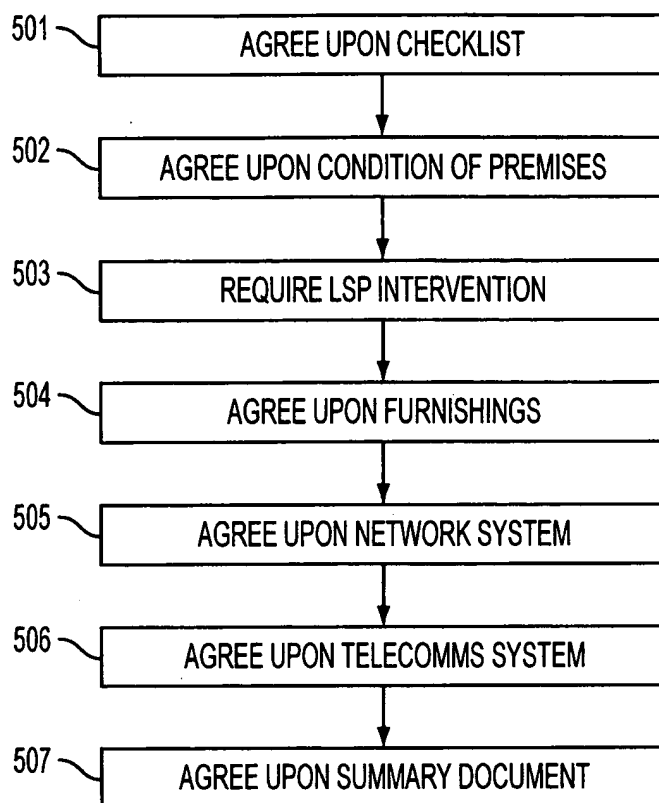 501 AGREE UPON CHECKLIST
502 AGREE UPON CONDITION OF PREMISES
503 REQUIRE LSP INTERVENTION
504 AGREE UPON FURNISHINGS
505 AGREE UPON NETWORK SYSTEM
506 AGREE UPON TELECOMMS SYSTEM
507 AGREE UPON SUMMARY DOCUMENT